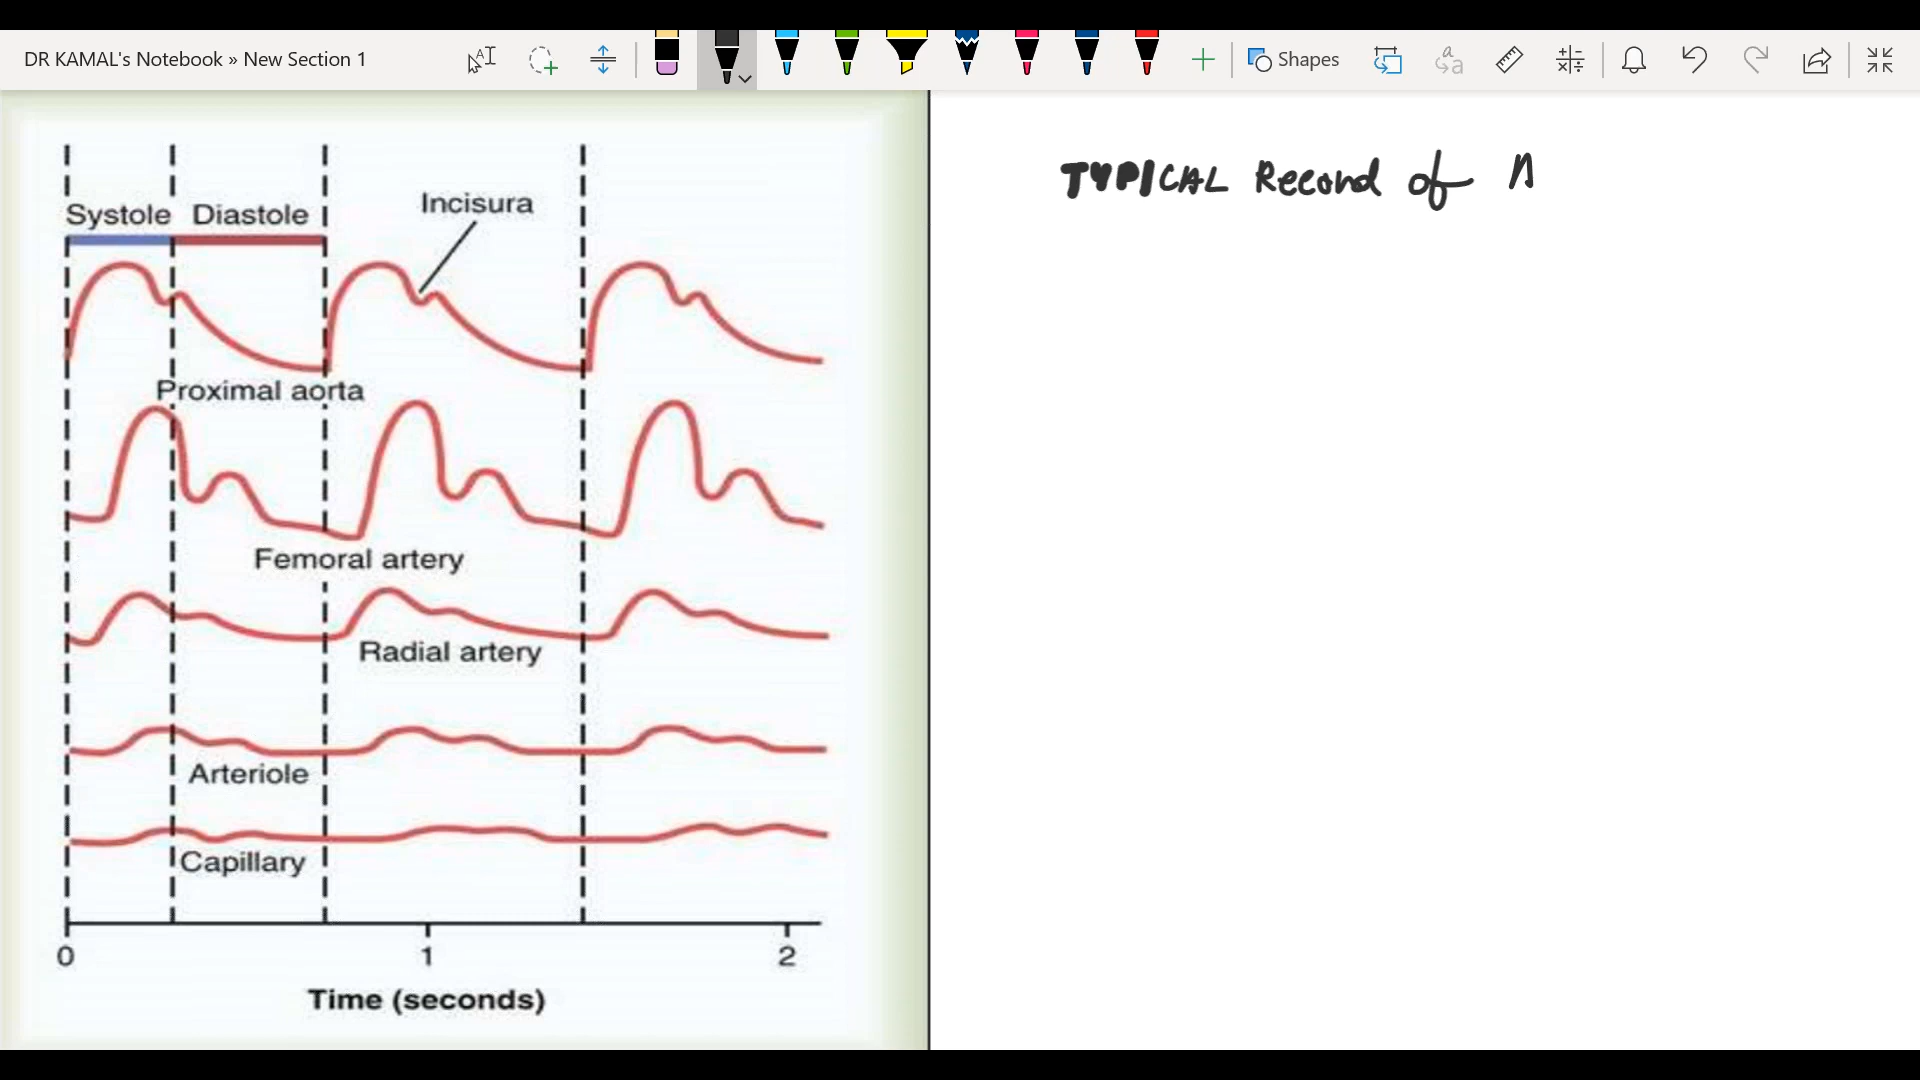 DR KAMAL's Notebook » New Section 1
Shapes
Systole Diastole
Incisura
Proximal aorta
Femoral artery
Radial artery
Arteriole
Capillary
0 1 2
Time (seconds)
TYPICAL Record of A